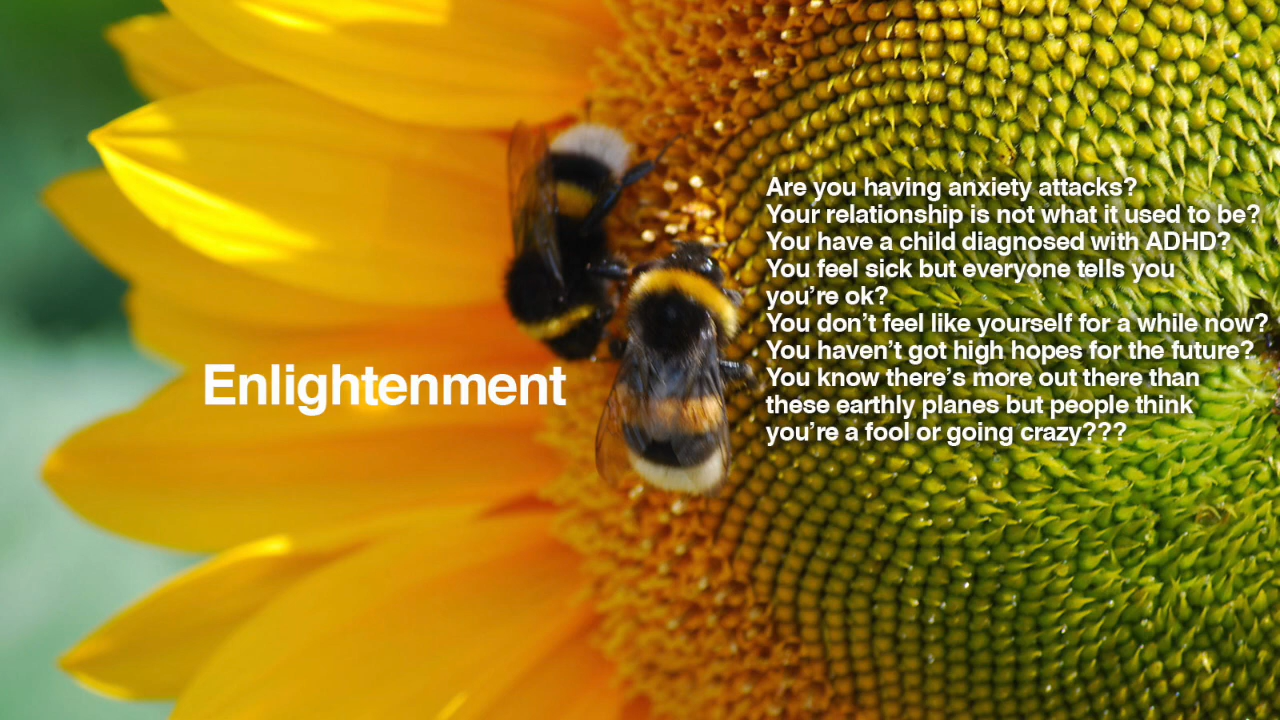 Enlightenment
Are you having anxiety attacks?
Your relationship is not what it used to be?
You have a child diagnosed with ADHD?
You feel sick but everyone tells you
you’re ok?
You don’t feel like yourself for a while now?
You haven’t got high hopes for the future?
You know there’s more out there than
these earthly planes but people think
you’re a fool or going crazy???